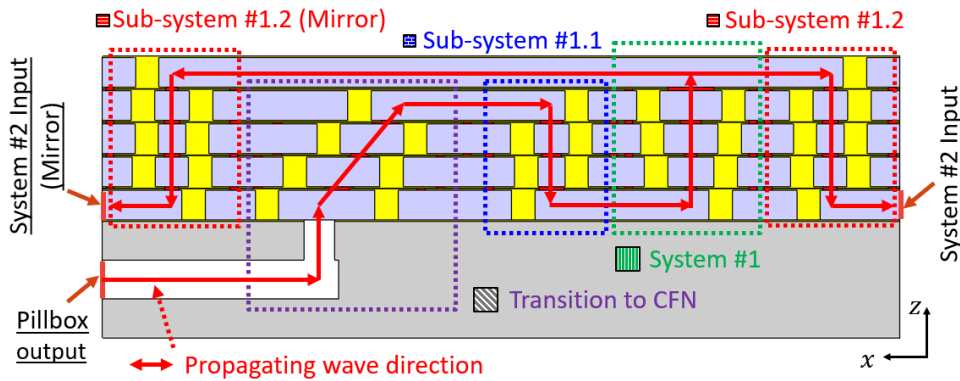 Sub-system #1.2 (Mirror)
Sub-system #1.1
Sub-system #1.2
System #2 Input
(Mirror)
System #2 Input
System #1
Transition to CFN
Pillbox
output
Propagating wave direction
z
x